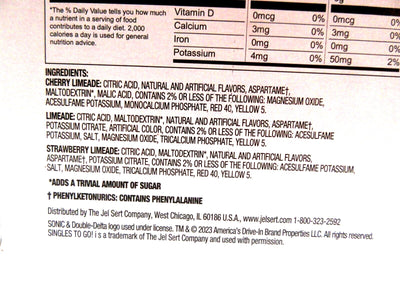 *The % Daily Value tells you how much
a nutrient in a serving of food
contributes to a daily diet. 2,000
calories a day is used for general
nutrition advice.
Vitamin D 0mcg 0% 0mcg 0%
Calcium 3mg 0% 3mg 0%
Iron 0mg 0% 0mg 0%
Potassium 4mg 0% 50mg 2%
INGREDIENTS:
CHERRY LIMEADE: CITRIC ACID, NATURAL AND ARTIFICIAL FLAVORS, ASPARTAME†,
MALTODEXTRIN*, MALIC ACID, CONTAINS 2% OR LESS OF THE FOLLOWING: MAGNESIUM OXIDE,
ACESULFAME POTASSIUM, MONOCALCIUM PHOSPHATE, RED 40, YELLOW 5.
LIMEADE: CITRIC ACID, MALTODEXTRIN*, NATURAL AND ARTIFICIAL FLAVORS, ASPARTAME†,
POTASSIUM CITRATE, ARTIFICIAL COLOR, CONTAINS 2% OR LESS OF THE FOLLOWING: ACESULFAME
POTASSIUM, SALT, MAGNESIUM OXIDE, TRICALCIUM PHOSPHATE, YELLOW 5.
STRAWBERRY LIMEADE: CITRIC ACID, MALTODEXTRIN*, NATURAL AND ARTIFICIAL FLAVORS,
ASPARTAME†, POTASSIUM CITRATE, CONTAINS 2% OR LESS OF THE FOLLOWING: ACESULFAME POTASSIUM,
SALT, MAGNESIUM OXIDE, TRICALCIUM PHOSPHATE, RED 40, YELLOW 5.
*ADDS A TRIVIAL AMOUNT OF SUGAR
† PHENYLKETONURICS: CONTAINS PHENYLALANINE
Distributed by The Jel Sert Company, West Chicago, IL 60186 U.S.A., www.jelsert.com 1-800-323-2592
SONIC & Double-Delta logo used under license. TM & © 2023 America's Drive-In Brand Properties LLC. All rights reserved.
SINGLES TO GO! is a trademark of The Jel Sert Company and used with permission.